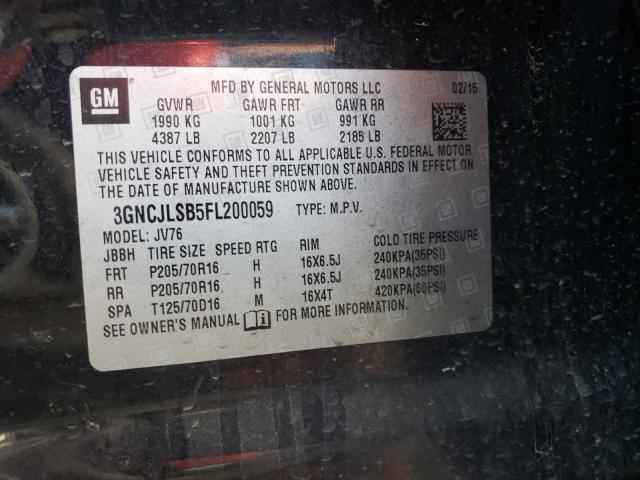 GM
MFD BY GENERAL MOTORS LLC 02/15
GVWR GAWR FRT GAWR RR
1990 KG 1001 KG 991 KG
4387 LB 2207 LB 2185 LB
THIS VEHICLE CONFORMS TO ALL APPLICABLE U.S. FEDERAL MOTOR
VEHICLE SAFETY AND THEFT PREVENTION STANDARDS IN EFFECT ON
THE DATE OF MANUFACTURE SHOWN ABOVE.
3GNCJLSB5FL200059 TYPE: M.P.V.
MODEL: JV76
JBBH TIRE SIZE SPEED RTG RIM COLD TIRE PRESSURE
FRT P205/70R16 H 16X6.5J 240KPA(35PSI)
RR P205/70R16 H 16X6.5J 240KPA(35PSI)
SPA T125/70D16 M 16X4T 420KPA(60PSI)
SEE OWNER'S MANUAL FOR MORE INFORMATION.